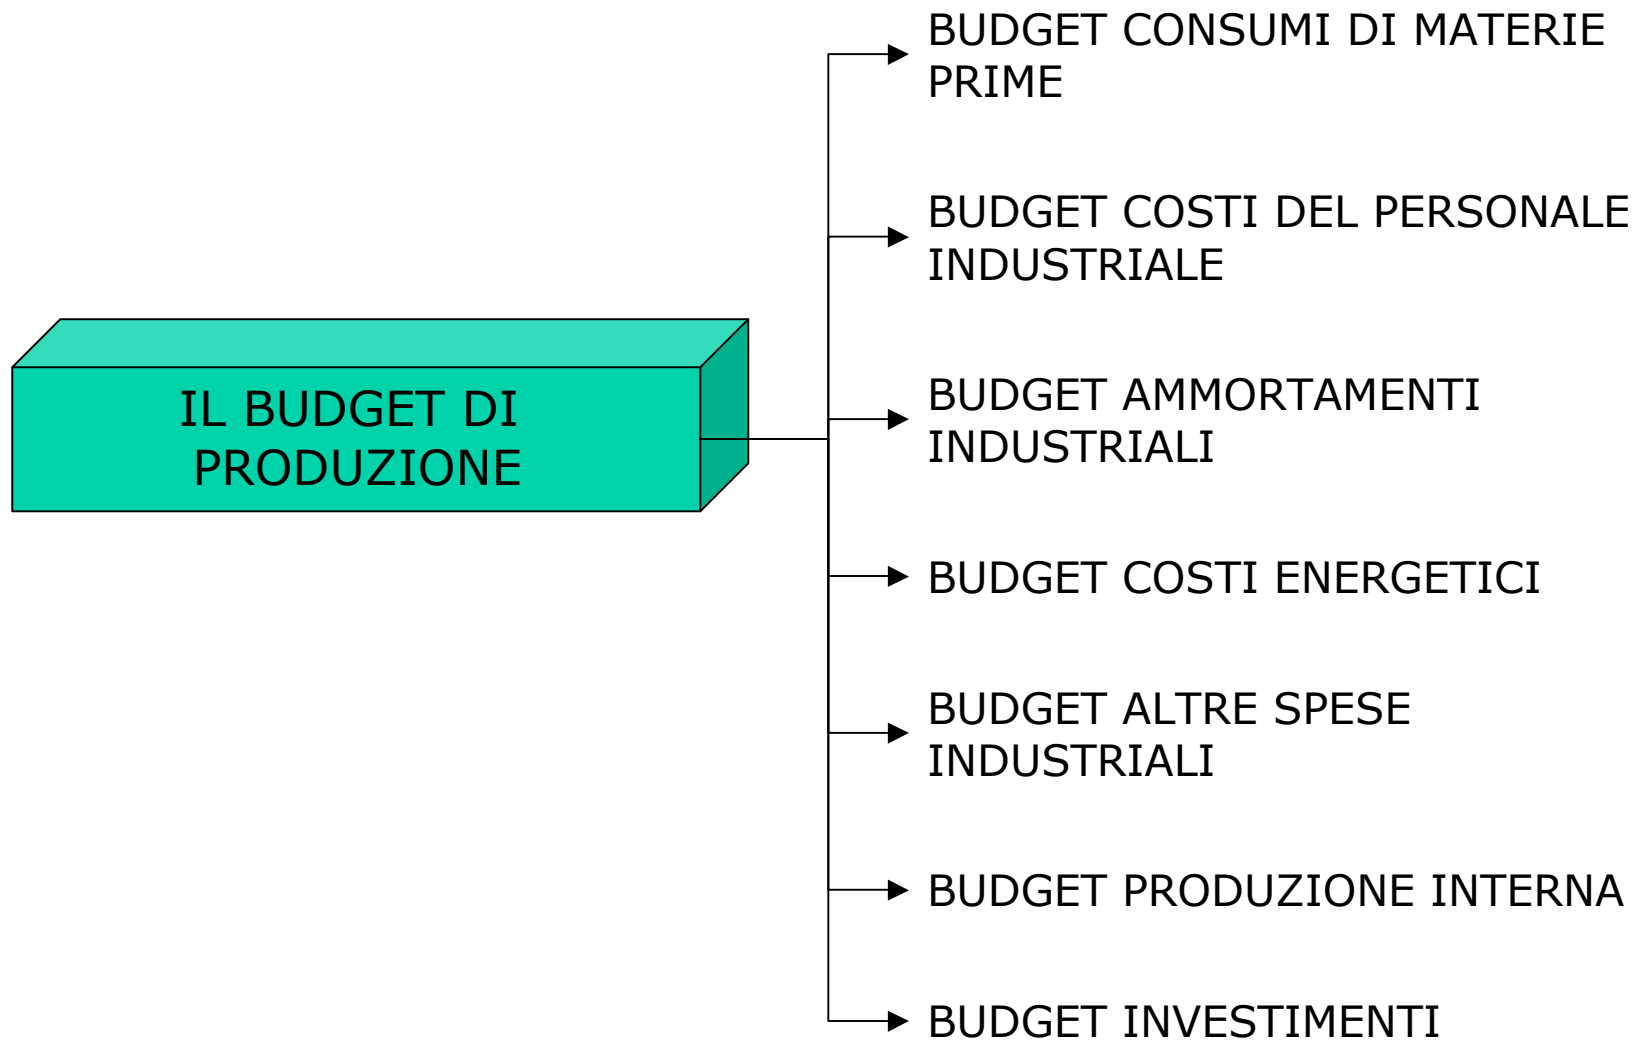 BUDGET CONSUMI DI MATERIE
PRIME
BUDGET COSTI DEL PERSONALE
INDUSTRIALE
IL BUDGET DI
PRODUZIONE
BUDGET AMMORTAMENTI
INDUSTRIALI
BUDGET COSTI ENERGETICI
BUDGET ALTRE SPESE
INDUSTRIALI
BUDGET PRODUZIONE INTERNA
BUDGET INVESTIMENTI